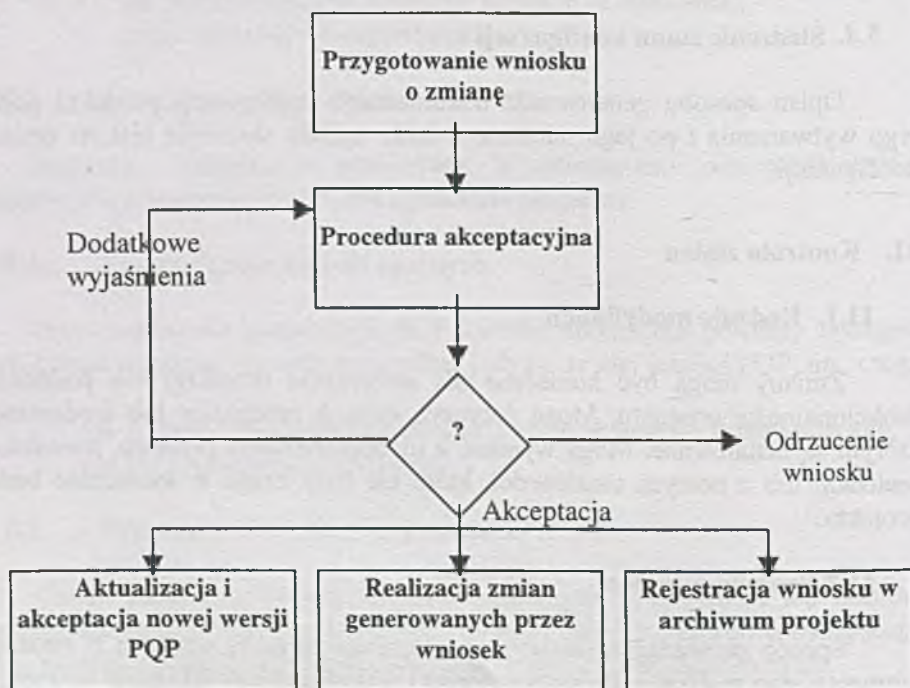 Przygotowanie wniosku
o zmianę
Procedura akceptacyjna
Dodatkowe
wyjaśnienia
?
Odrzucenie
wniosku
Akceptacja
Aktualizacja i
akceptacja nowej wersji
PQP
Realizacja zmian
generowanych przez
wniosek
Rejestracja wniosku w
archiwum projektu